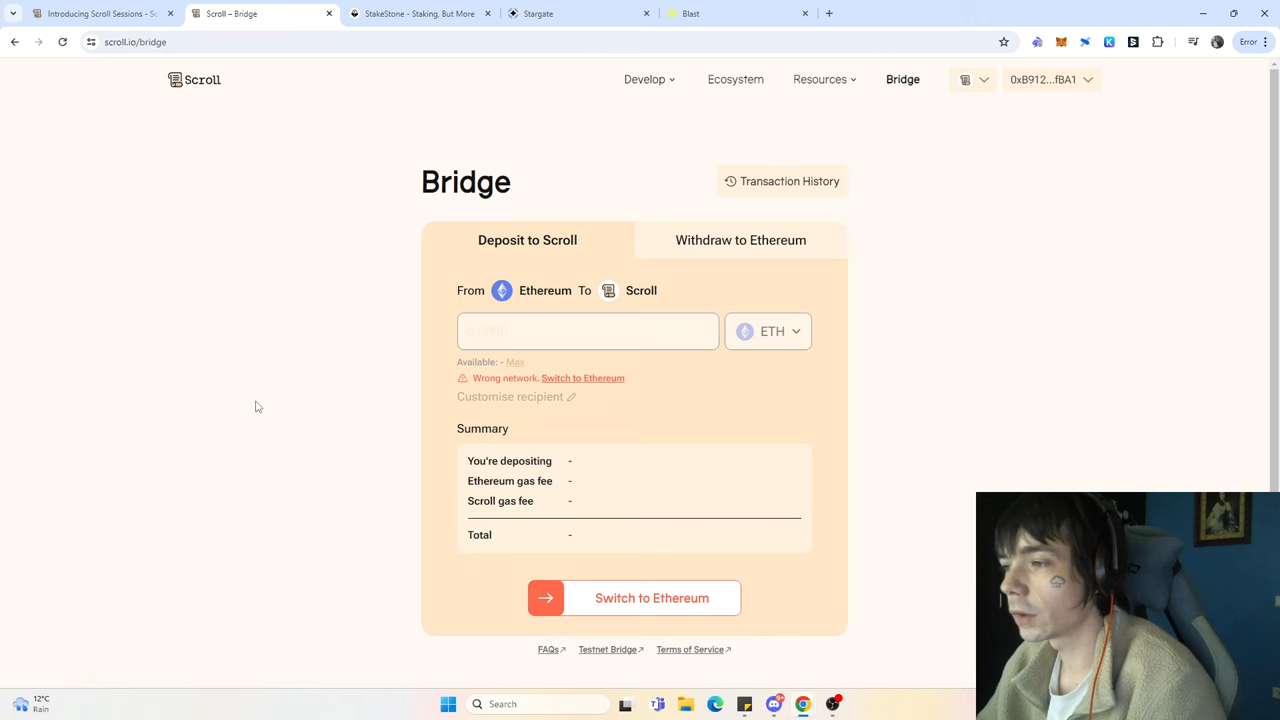 Introducing Scroll Sessions - Sc
Scroll – Bridge
StakeStone - Staking, But More
Stargate
Blast
scroll.io/bridge
Error
Scroll
Develop
Ecosystem
Resources
Bridge
0xB912...fBA1
Bridge
Transaction History
Deposit to Scroll
Withdraw to Ethereum
From Ethereum To Scroll
0.0000
ETH
Available: - Max
Wrong network. Switch to Ethereum
Customise recipient
Summary
You're depositing -
Ethereum gas fee -
Scroll gas fee -
Total -
Switch to Ethereum
FAQs
Testnet Bridge
Terms of Service
12°C
Rain
Search